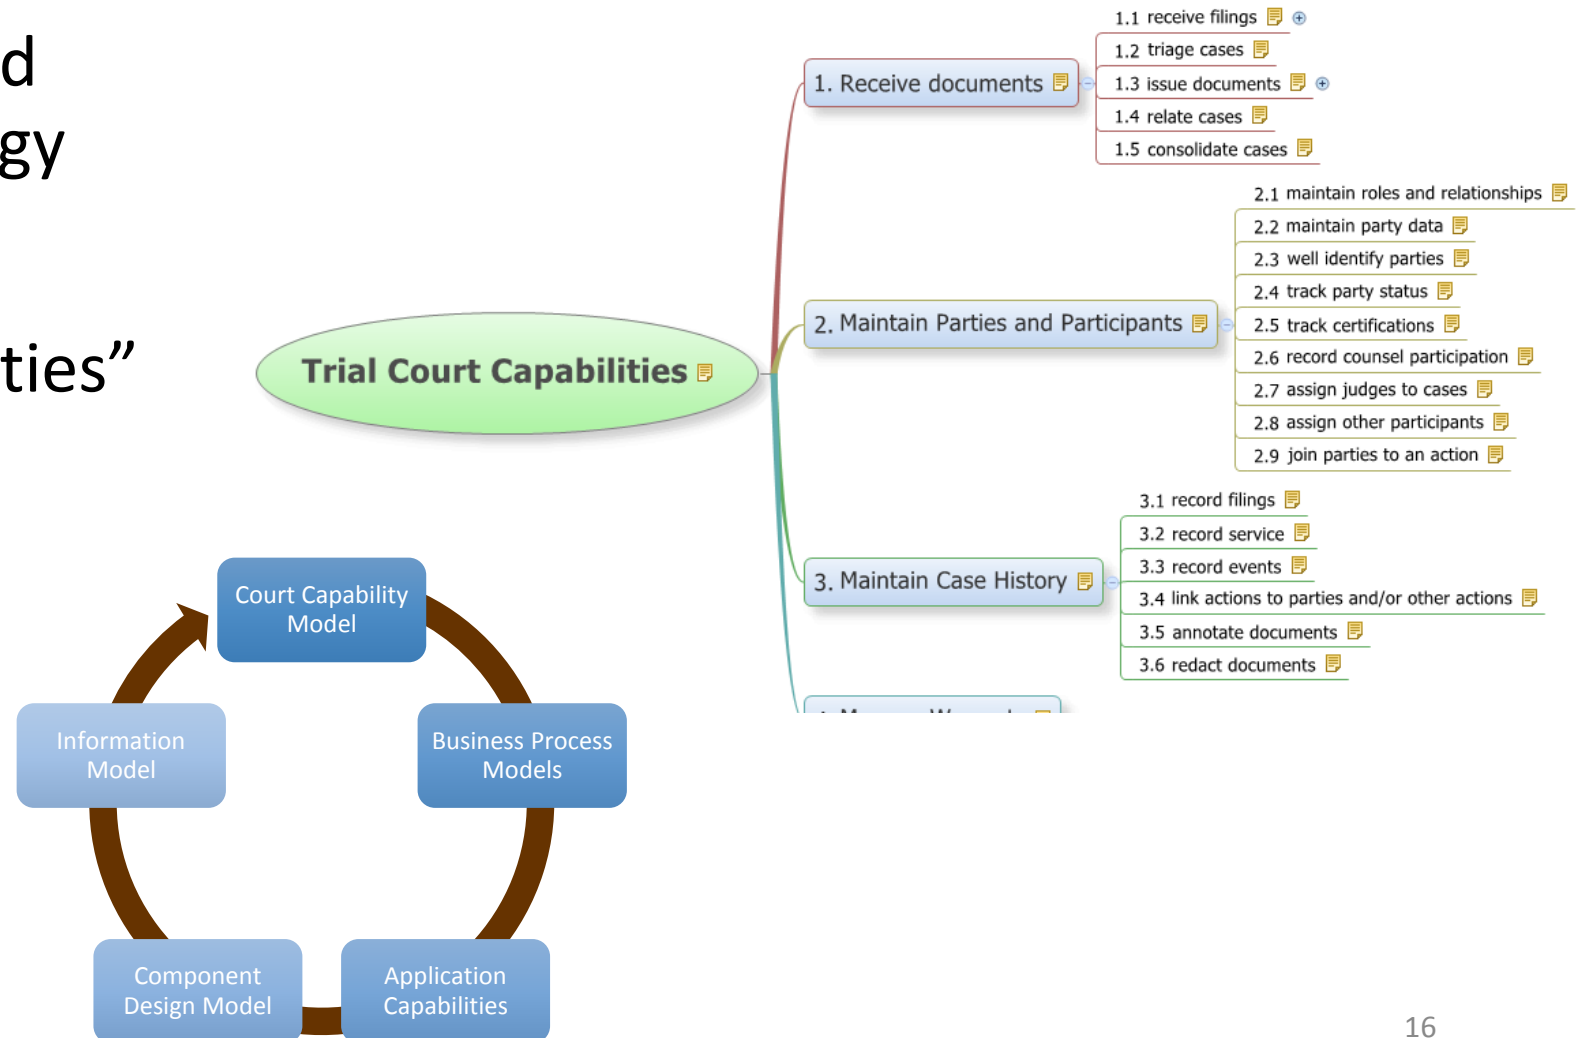 d
gy
ties”
Trial Court Capabilities
1. Receive documents
1.1 receive filings
1.2 triage cases
1.3 issue documents
1.4 relate cases
1.5 consolidate cases
2. Maintain Parties and Participants
2.1 maintain roles and relationships
2.2 maintain party data
2.3 well identify parties
2.4 track party status
2.5 track certifications
2.6 record counsel participation
2.7 assign judges to cases
2.8 assign other participants
2.9 join parties to an action
3. Maintain Case History
3.1 record filings
3.2 record service
3.3 record events
3.4 link actions to parties and/or other actions
3.5 annotate documents
3.6 redact documents
Court Capability
Model
Business Process
Models
Application
Capabilities
Component
Design Model
Information
Model
16